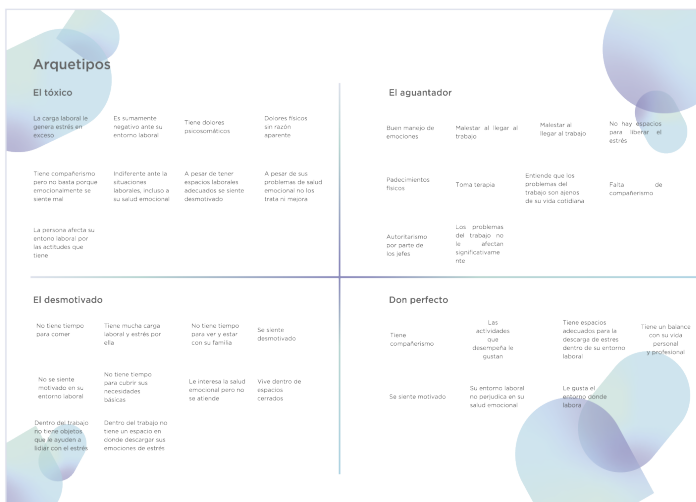 Arquetipos
El tóxico
La carga laboral le
genera estrés en
exceso
Es sumamente
negativo ante su
entorno laboral
Tiene dolores
psicosomáticos
Dolores físicos
sin razón
aparente
Tiene compañerismo
pero no basta porque
emocionalmente se
siente mal
Indiferente ante la
situaciones
laborales, incluso a
su salud emocional
A pesar de tener
espacios laborales
adecuados se siente
desmotivado
A pesar de sus
problemas de salud
emocional no los
trata ni mejora
La persona afecta su
entono laboral por
las actitudes que
tiene
El aguantador
Buen manejo de
emociones
Malestar al llegar al
trabajo
Malestar al
llegar al trabajo
No hay espacios
para liberar el
estrés
Padecimientos
físicos
Toma terapia
Entiende que los
problemas del
trabajo son ajenos
de su vida cotidiana
Falta de
compañerismo
Autoritarismo
por parte de
los jefes
Los problemas
del trabajo no
le afectan
significativame
nte
El desmotivado
No tiene tiempo
para comer
Tiene mucha carga
laboral y estrés por
ella
No tiene tiempo
para ver y estar
con su familia
Se siente
desmotivado
No se siente
motivado en su
entorno laboral
No tiene tiempo
para cubrir sus
necesidades
básicas
Le interesa la salud
emocional pero no
se atiende
Vive dentro de
espacios
cerrados
Dentro del trabajo
no tiene objetos
que le ayuden a
lidiar con el estrés
Dentro del trabajo no
tiene un espacio en
donde descargar sus
emociones de estrés
Don perfecto
Tiene
compañerismo
Las
actividades
que
desempeña le
gustan
Tiene espacios
adecuados para la
descarga de estrés
dentro de su entorno
laboral
Tiene un balance
con su vida
personal
y profesional
Se siente motivado
Su entorno laboral
no perjudica en su
salud emocional
Le gusta el
entorno donde
labora